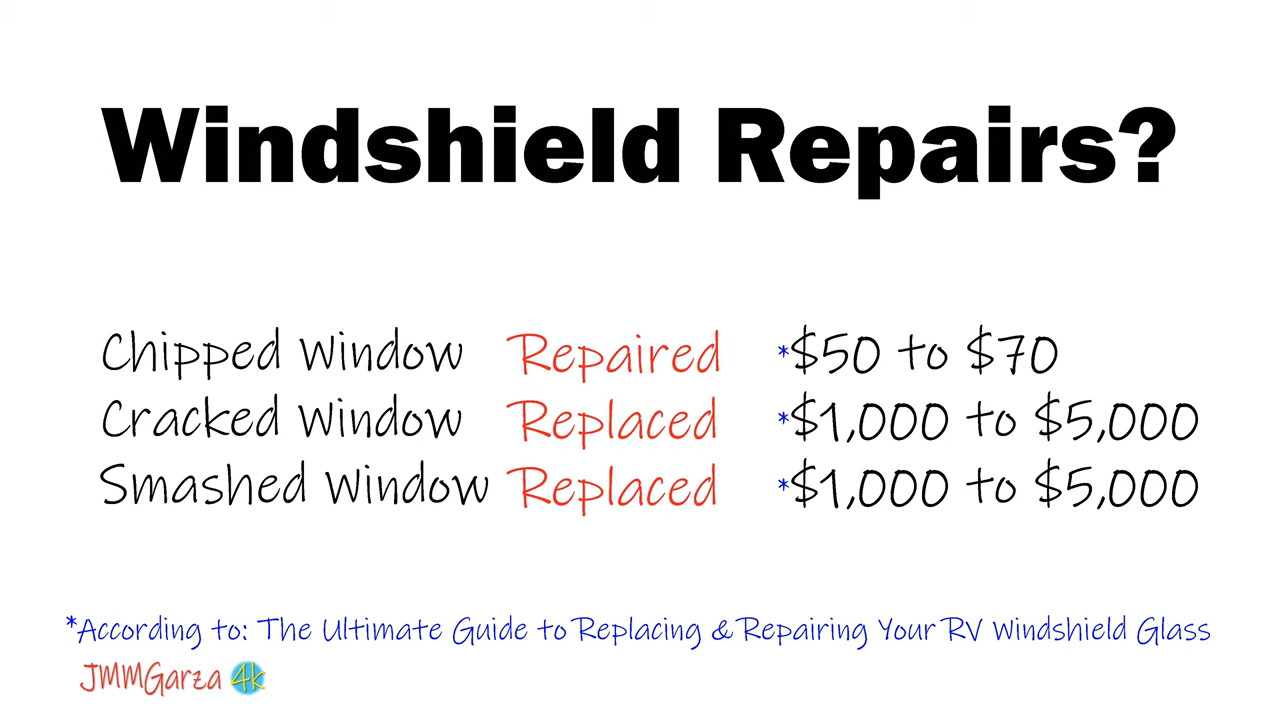 Windshield Repairs?
Chipped Window Repaired *$50 to $70
Cracked Window Replaced *$1,000 to $5,000
Smashed Window Replaced *$1,000 to $5,000
*According to: The Ultimate Guide to Replacing & Repairing Your RV Windshield Glass
JMMGarza 4k